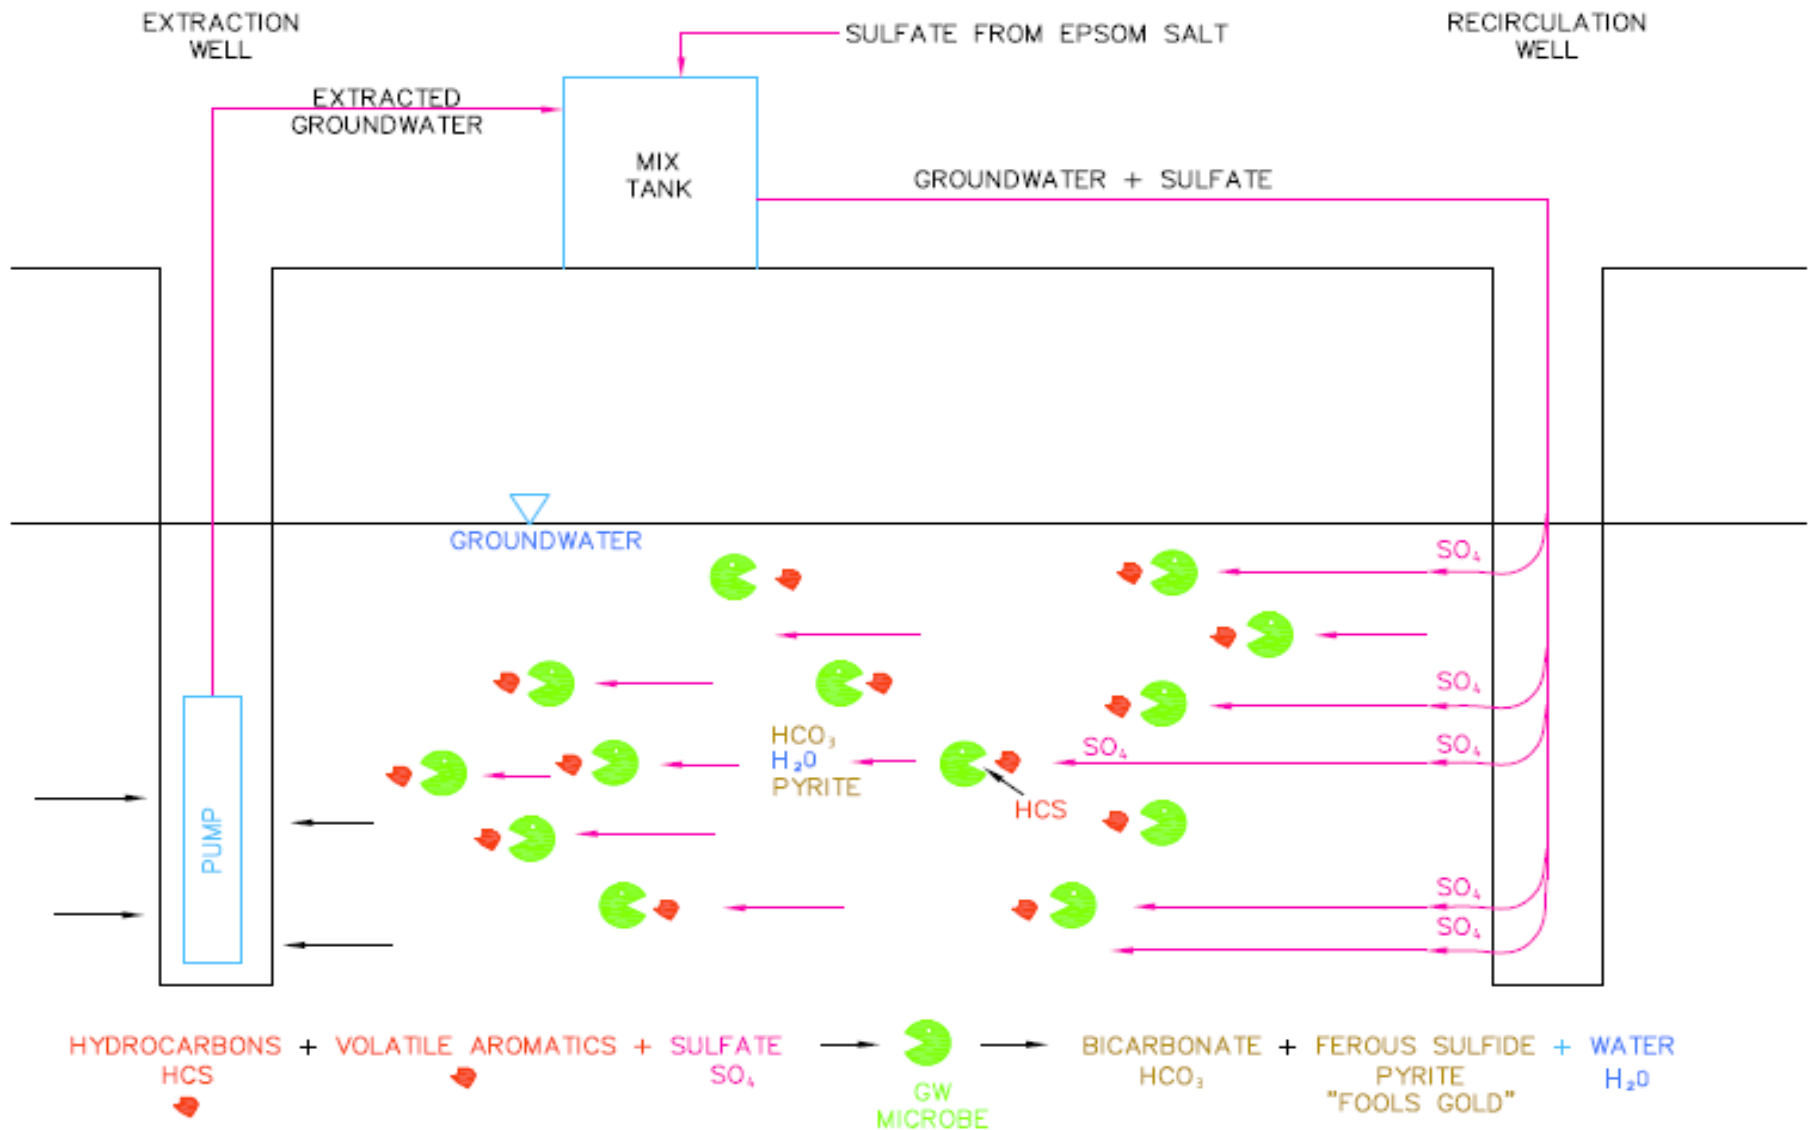 EXTRACTION
WELL
SULFATE FROM EPSOM SALT
RECIRCULATION
WELL
EXTRACTED
GROUNDWATER
MIX
TANK
GROUNDWATER + SULFATE
GROUNDWATER
SO₄
SO₄
HCO₃
H₂O
PYRITE
SO₄
SO₄
HCS
PUMP
SO₄
SO₄
HYDROCARBONS + VOLATILE AROMATICS + SULFATE
HCS
SO₄
GW
MICROBE
BICARBONATE + FEROUS SULFIDE + WATER
HCO₃
PYRITE
H₂O
"FOOLS GOLD"